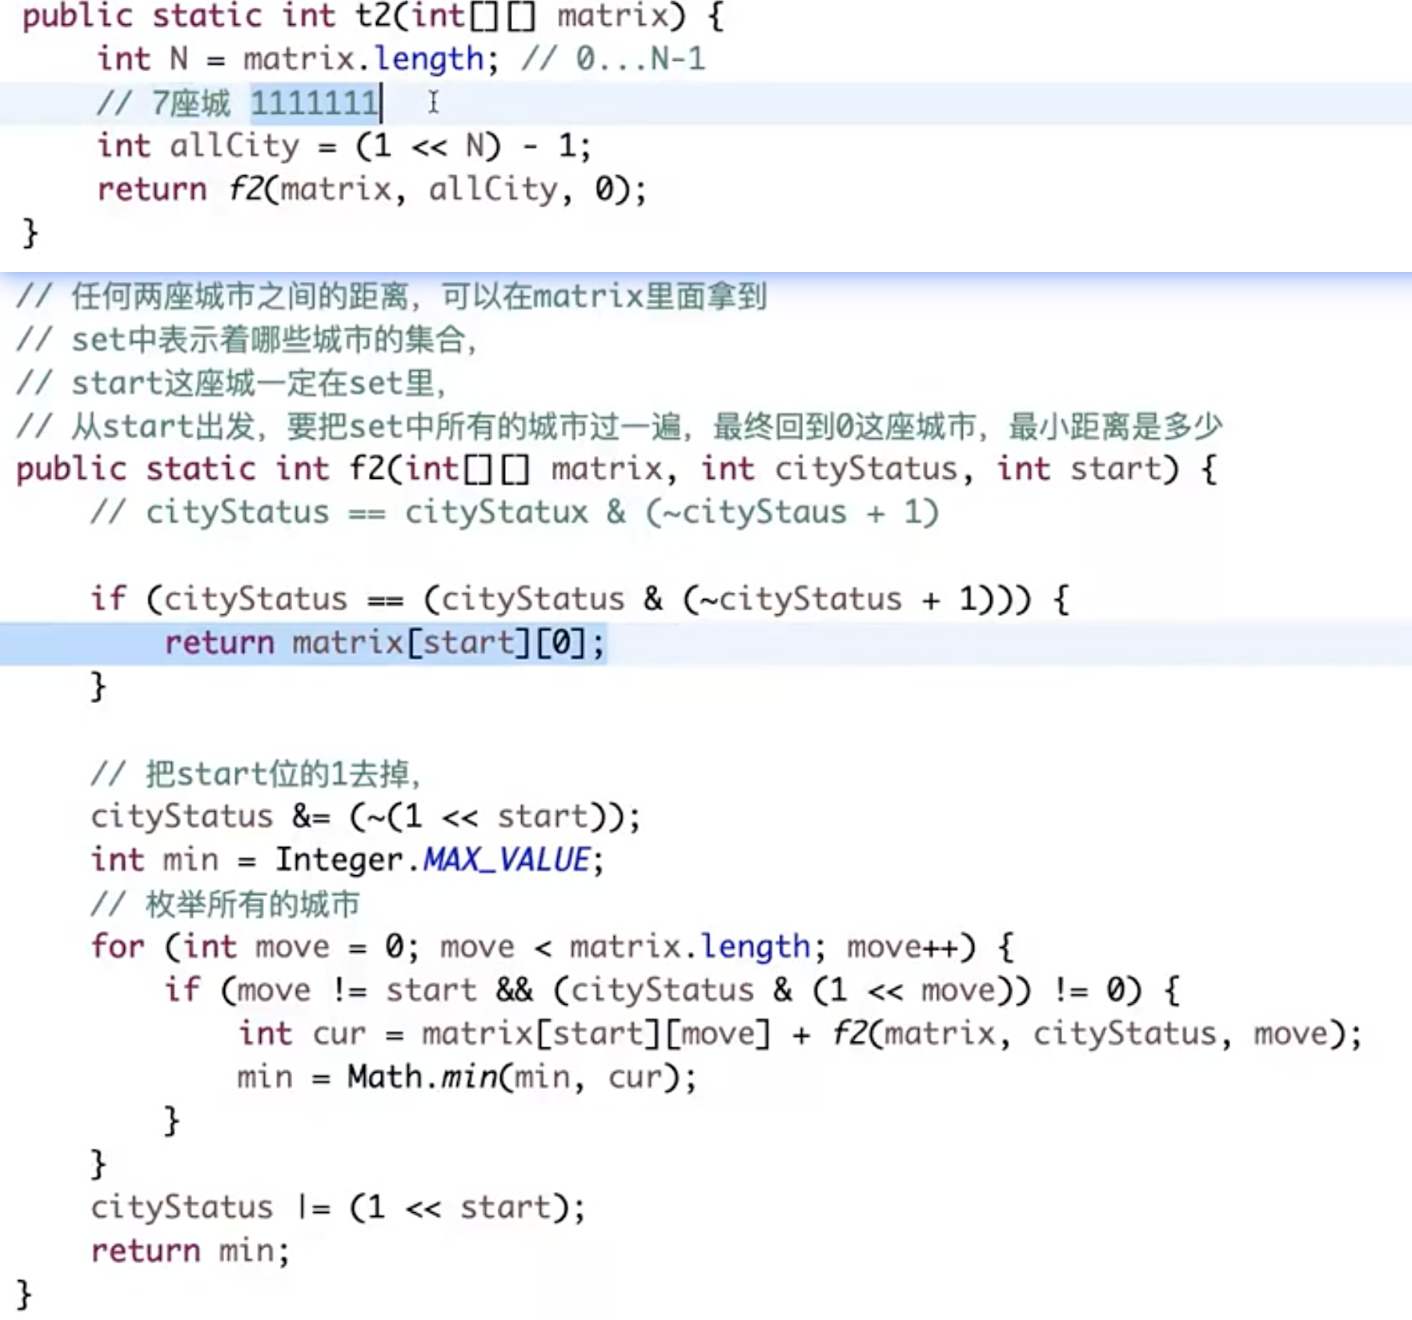 public static int t2(int[][] matrix) {
    int N = matrix.length; // 0...N-1
    // 7座城 1111111
    int allCity = (1 << N) - 1;
    return f2(matrix, allCity, 0);
}
// 任何两座城市之间的距离，可以在matrix里面拿到
// set中表示着哪些城市的集合，
// start这座城一定在set里，
// 从start出发，要把set中所有的城市过一遍，最终回到0这座城市，最小距离是多少
public static int f2(int[][] matrix, int cityStatus, int start) {
    // cityStatus == cityStatux & (~cityStaus + 1)
    if (cityStatus == (cityStatus & (~cityStatus + 1))) {
        return matrix[start][0];
    }
    // 把start位的1去掉，
    cityStatus &= (~(1 << start));
    int min = Integer.MAX_VALUE;
    // 枚举所有的城市
    for (int move = 0; move < matrix.length; move++) {
        if (move != start && (cityStatus & (1 << move)) != 0) {
            int cur = matrix[start][move] + f2(matrix, cityStatus, move);
            min = Math.min(min, cur);
        }
    }
    cityStatus |= (1 << start);
    return min;
}